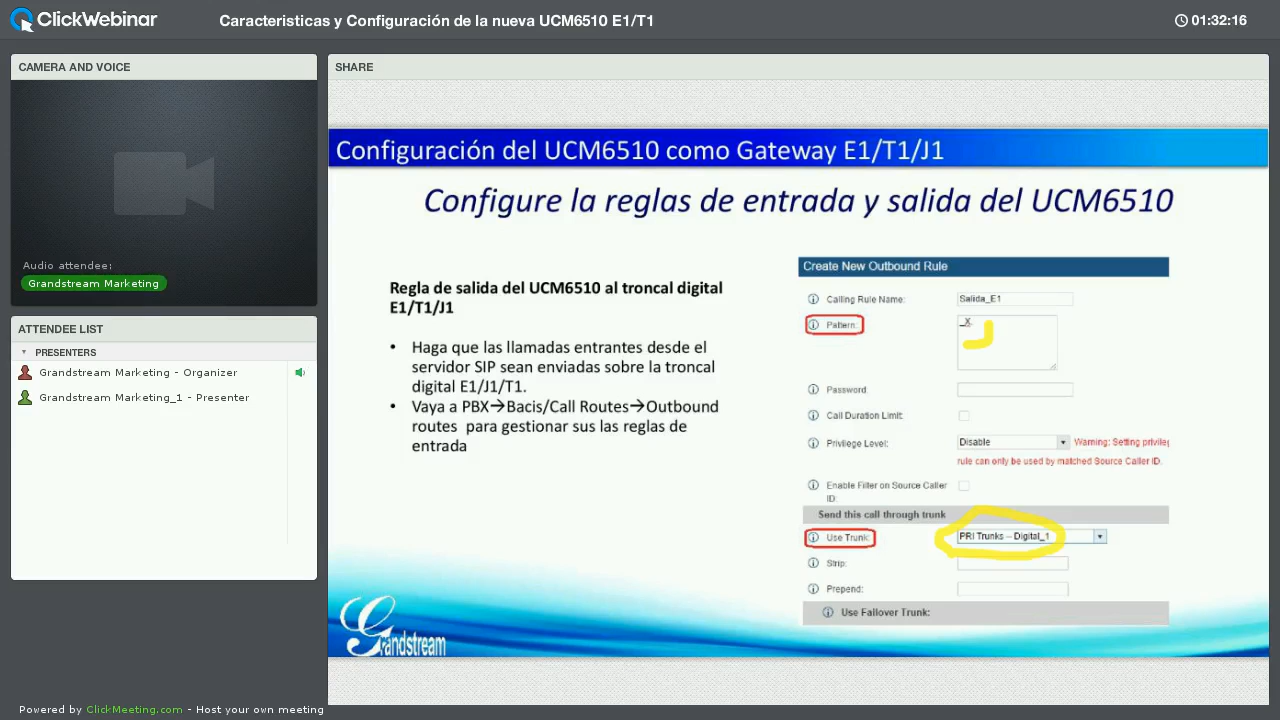 ClickWebinar
Caracteristicas y Configuración de la nueva UCM6510 E1/T1
01:32:16
CAMERA AND VOICE
Audio attendee:
Grandstream Marketing
ATTENDEE LIST
PRESENTERS
Grandstream Marketing - Organizer
Grandstream Marketing_1 - Presenter
SHARE
Configuración del UCM6510 como Gateway E1/T1/J1
Configure la reglas de entrada y salida del UCM6510
Regla de salida del UCM6510 al troncal digital
E1/T1/J1
• Haga que las llamadas entrantes desde el
servidor SIP sean enviadas sobre la troncal
digital E1/J1/T1.
• Vaya a PBX→Bacis/Call Routes→Outbound
routes para gestionar sus las reglas de
entrada
Create New Outbound Rule
Calling Rule Name: Salida_E1
Pattern: _X.
Password:
Call Duration Limit:
Privilege Level: Disable Warning: Setting privileg
rule can only be used by matched Source Caller ID.
Enable Filter on Source Caller
ID:
Send this call through trunk
Use Trunk: PRI Trunks -- Digital_1
Strip:
Prepend:
Use Failover Trunk:
Grandstream
Powered by ClickMeeting.com - Host your own meeting